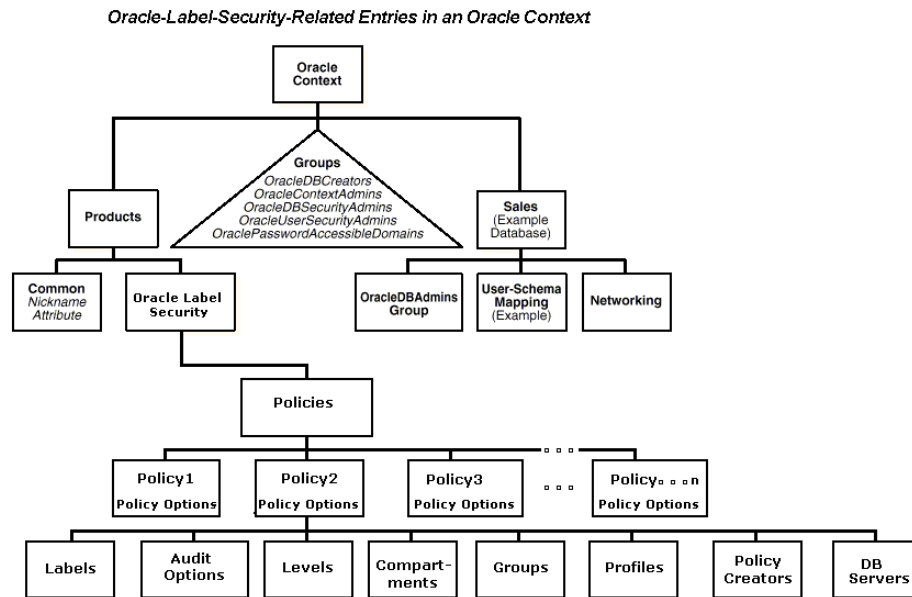 Oracle-Label-Security-Related Entries in an Oracle Context
Oracle
Context
Groups
OracleDBCreators
OracleContextAdmins
OracleDBSecurityAdmins
OracleUserSecurityAdmins
OraclePasswordAccessibleDomains
Products
Sales
(Example
Database)
Common
Nickname
Attribute
Oracle Label
Security
OracleDBAdmins
Group
User-Schema
Mapping
(Example)
Networking
Policies
Policy1
Policy Options
Policy2
Policy Options
Policy3
Policy Options
Policy▫ ▫ ▫n
Policy Options
Labels
Audit
Options
Levels
Compart-
ments
Groups
Profiles
Policy
Creators
DB
Servers